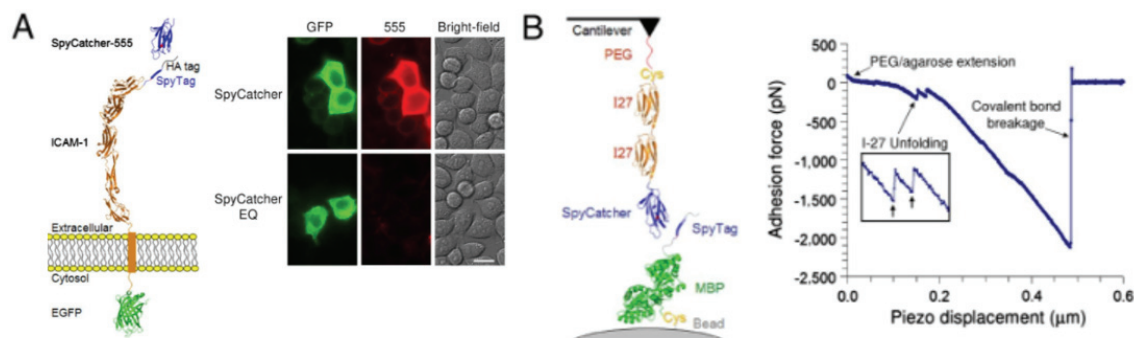 A
SpyCatcher-555
HA tag
SpyTag
ICAM-1
Extracellular
Cytosol
EGFP
GFP
555
Bright-field
SpyCatcher
SpyCatcher
EQ
B
Cantilever
PEG
Cys
I27
I27
SpyCatcher
SpyTag
MBP
Cys
Bead
Adhesion force (pN)
500
0
-500
-1,000
-1,500
-2,000
-2.500
PEG/agarose extension
Covalent bond
breakage
I-27 Unfolding
0.0
0.2
0.4
0.6
Piezo displacement (μm)